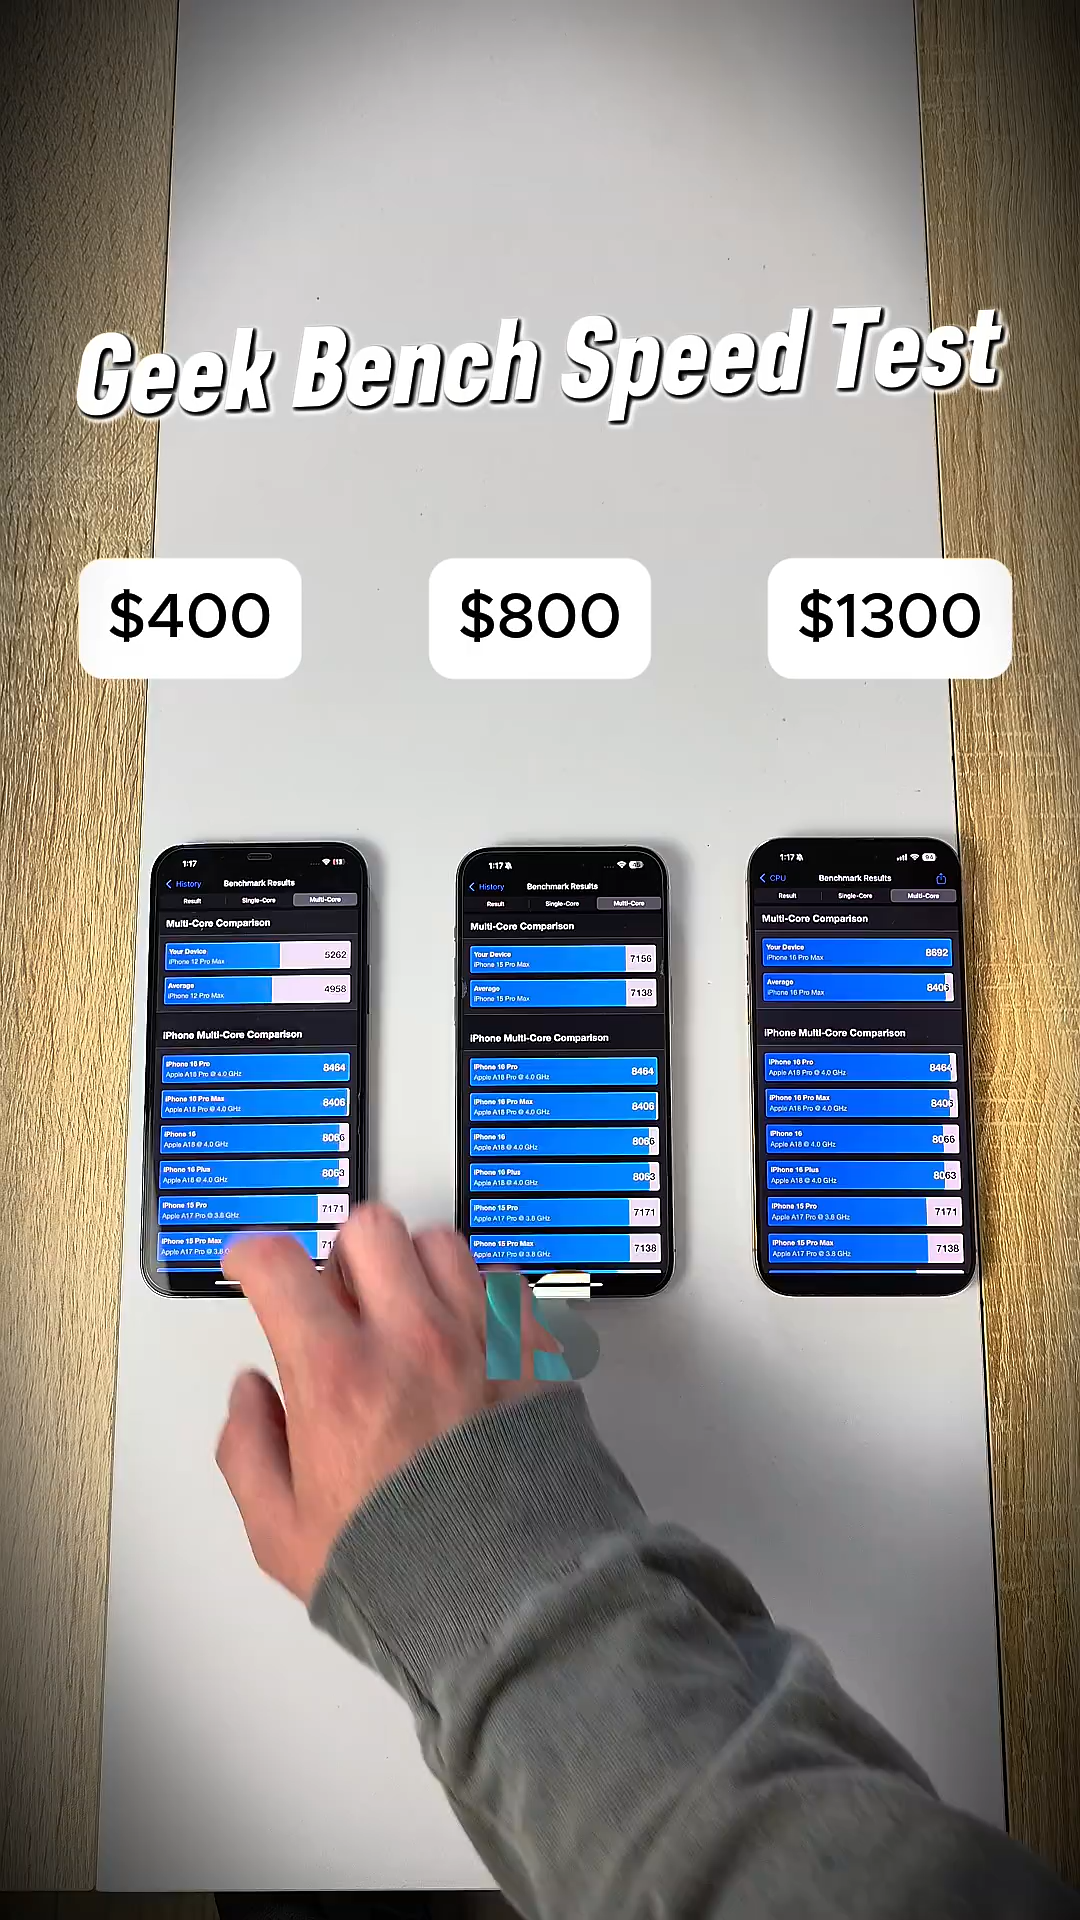 Geek Bench Speed Test
$400
$800
$1300
1:17
History
Benchmark Results
Result Single-Core Multi-Core
Multi-Core Comparison
Your Device
iPhone 12 Pro Max
5262
Average
iPhone 12 Pro Max
4958
iPhone Multi-Core Comparison
iPhone 16 Pro
Apple A18 Pro @ 4.0 GHz
8464
iPhone 16 Pro Max
Apple A18 Pro @ 4.0 GHz
8406
iPhone 16
Apple A18 @ 4.0 GHz
8066
iPhone 16 Plus
Apple A18 @ 4.0 GHz
8063
iPhone 15 Pro
Apple A17 Pro @ 3.8 GHz
7171
iPhone 15 Pro Max
Apple A17 Pro @ 3.8
1:17
45
History
Benchmark Results
Result Single-Core Multi-Core
Multi-Core Comparison
Your Device
iPhone 15 Pro Max
7156
Average
iPhone 15 Pro Max
7138
iPhone Multi-Core Comparison
iPhone 16 Pro
Apple A18 Pro @ 4.0 GHz
8464
iPhone 16 Pro Max
Apple A18 Pro @ 4.0 GHz
8406
iPhone 16
Apple A18 @ 4.0 GHz
8066
iPhone 16 Plus
Apple A18 @ 4.0 GHz
8063
iPhone 15 Pro
Apple A17 Pro @ 3.8 GHz
7171
iPhone 15 Pro Max
Apple A17 Pro @ 3.8 GHz
7138
1:17
94
CPU
Benchmark Results
Result Single-Core Multi-Core
Multi-Core Comparison
Your Device
iPhone 16 Pro Max
8692
Average
iPhone 16 Pro Max
8406
iPhone Multi-Core Comparison
iPhone 16 Pro
Apple A18 Pro @ 4.0 GHz
8464
iPhone 16 Pro Max
Apple A18 Pro @ 4.0 GHz
8406
iPhone 16
Apple A18 @ 4.0 GHz
8066
iPhone 16 Plus
Apple A18 @ 4.0 GHz
8063
iPhone 15 Pro
Apple A17 Pro @ 3.8 GHz
7171
iPhone 15 Pro Max
Apple A17 Pro @ 3.8 GHz
7138